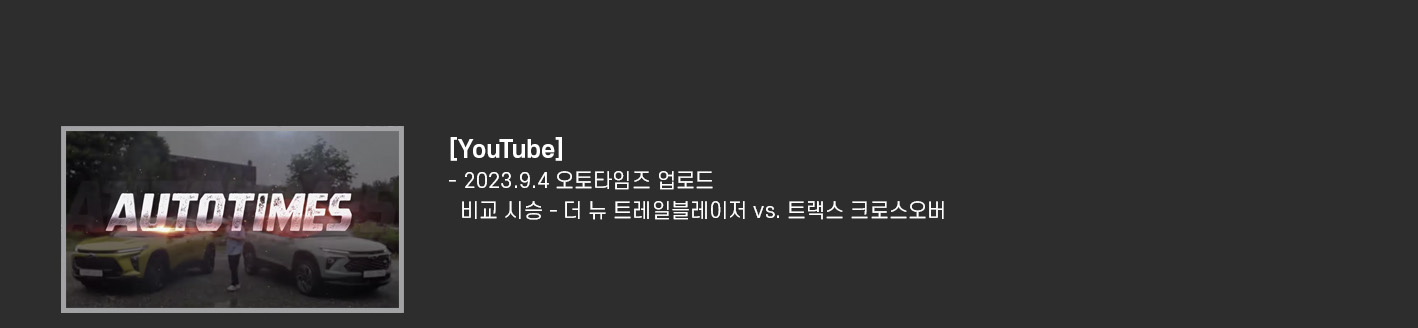 AUTOTIMES
[YouTube]
- 2023.9.4 오토타임즈 업로드
비교 시승 - 더 뉴 트레일블레이저 vs. 트랙스 크로스오버